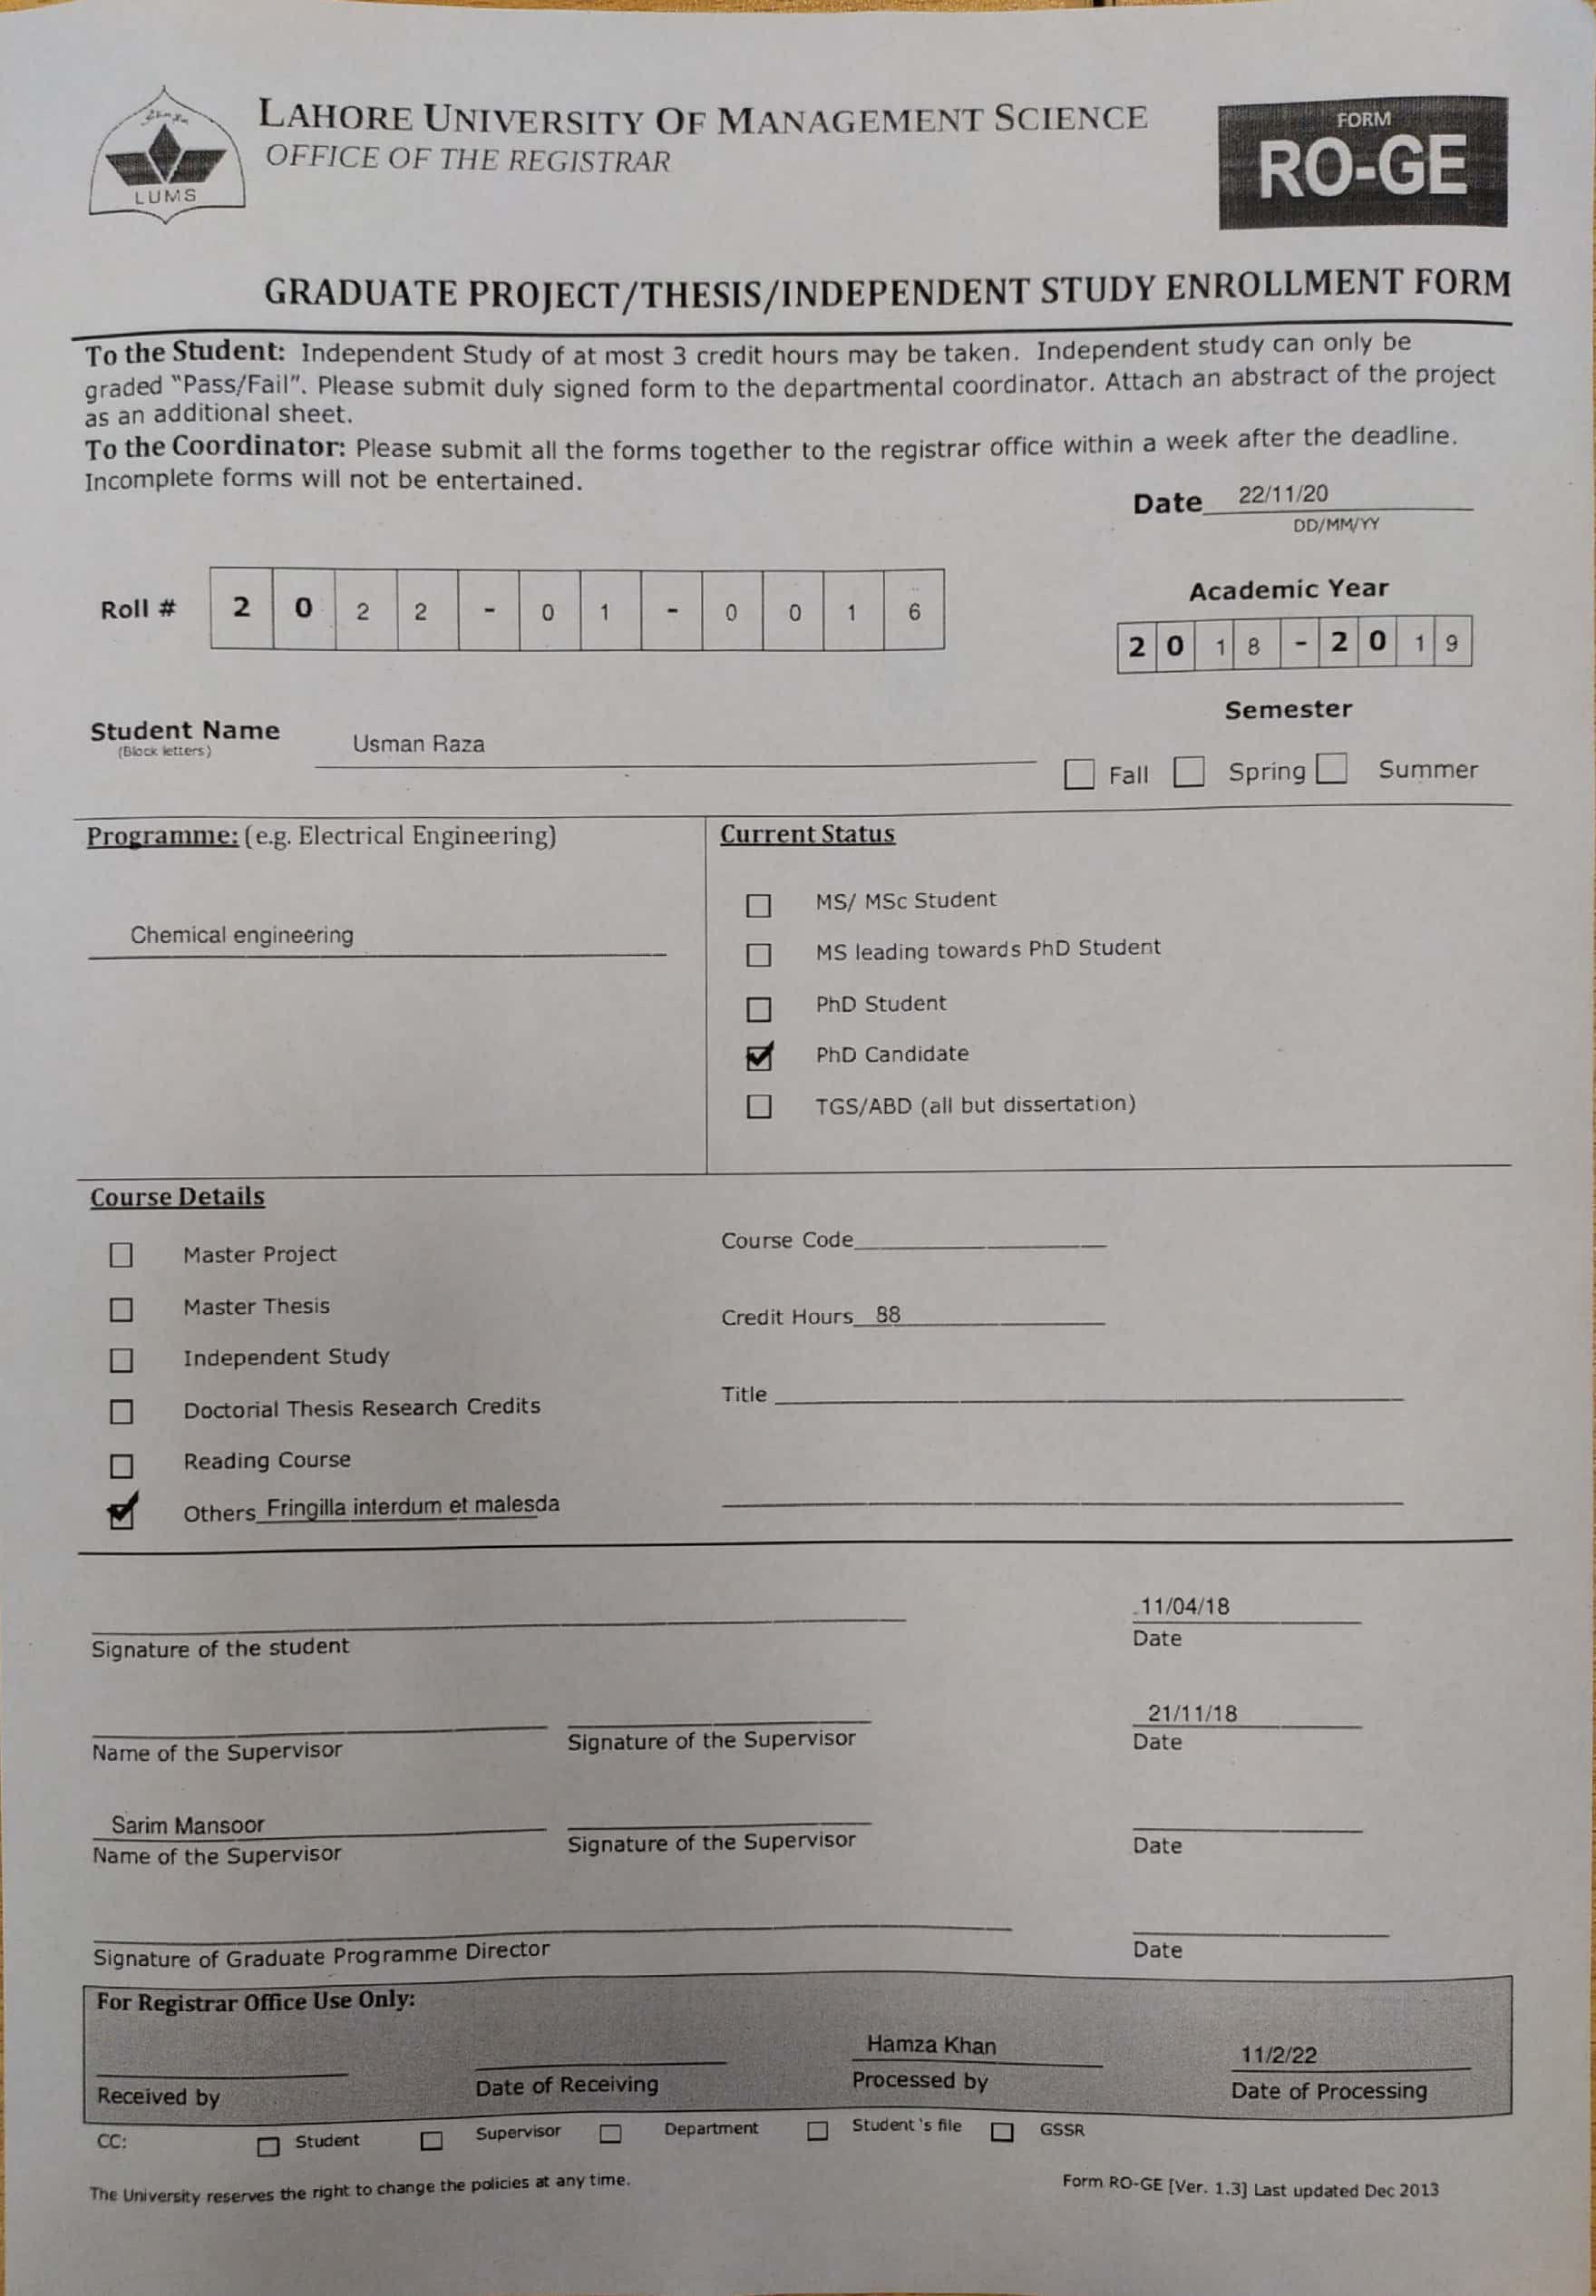 LUMS
LAHORE UNIVERSITY OF MANAGEMENT SCIENCE
OFFICE OF THE REGISTRAR
FORM
RO-GE
GRADUATE PROJECT/THESIS/INDEPENDENT STUDY ENROLLMENT FORM
To the Student: Independent Study of at most 3 credit hours may be taken. Independent study can only be
graded "Pass/Fail". Please submit duly signed form to the departmental coordinator. Attach an abstract of the project
as an additional sheet.
To the Coordinator: Please submit all the forms together to the registrar office within a week after the deadline.
Incomplete forms will not be entertained.
Date 22/11/20
DD/MM/YY
Roll # 2 0 2 2 - 0 1 - 0 0 1 6
Academic Year
2 0 1 8 - 2 0 1 9
Student Name Usman Raza
(Block letters)
Semester
Fall Spring Summer
Programme: (e.g. Electrical Engineering)
Chemical engineering
Current Status
MS/ MSc Student
MS leading towards PhD Student
PhD Student
PhD Candidate
TGS/ABD (all but dissertation)
Course Details
Master Project
Master Thesis
Independent Study
Doctorial Thesis Research Credits
Reading Course
Others Fringilla interdum et malesda
Course Code
Credit Hours 88
Title
11/04/18
Signature of the student Date
21/11/18
Name of the Supervisor Signature of the Supervisor Date
Sarim Mansoor
Name of the Supervisor Signature of the Supervisor Date
Signature of Graduate Programme Director Date
For Registrar Office Use Only:
Hamza Khan 11/2/22
Received by Date of Receiving Processed by Date of Processing
CC: Student Supervisor Department Student's file GSSR
The University reserves the right to change the policies at any time. Form RO-GE [Ver. 1.3] Last updated Dec 2013